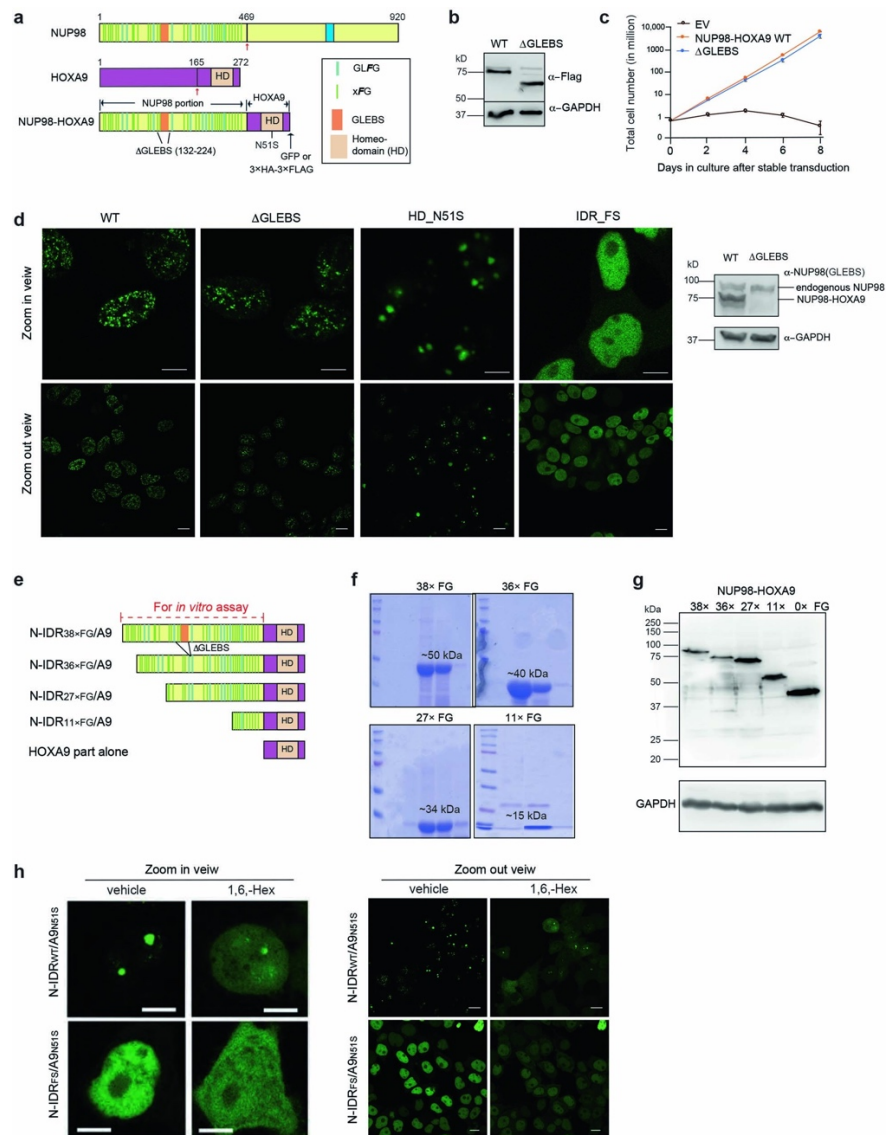 a
NUP98
1
469
920
HOXA9
1
165
272
HD
NUP98 portion
HOXA9
NUP98-HOXA9
HD
N51S
ΔGLEBS (132-224)
GFP or
3×HA-3×FLAG
GLFG
xFG
GLEBS
Homeo-
domain (HD)
b
WT ΔGLEBS
kD
75
50
37
α-Flag
α-GAPDH
c
EV
NUP98-HOXA9 WT
ΔGLEBS
Total cell number (in million)
10,000
1,000
100
10
1
0
0 2 4 6 8
Days in culture after stable transduction
d
WT ΔGLEBS HD_N51S IDR_FS
Zoom in veiw
Zoom out veiw
kD
WT ΔGLEBS
α-NUP98(GLEBS)
100
endogenous NUP98
75
NUP98-HOXA9
37
α-GAPDH
e
For in vitro assay
N-IDR38×FG/A9
HD
ΔGLEBS
N-IDR36×FG/A9
HD
N-IDR27×FG/A9
HD
N-IDR11×FG/A9
HD
HOXA9 part alone
HD
f
38× FG
36× FG
~50 kDa
~40 kDa
27× FG
11× FG
~34 kDa
~15 kDa
g
NUP98-HOXA9
kDa
38× 36× 27× 11× 0× FG
250
150
100
75
50
37
25
20
GAPDH
h
Zoom in veiw
vehicle
1,6,-Hex
N-IDRWT/A9N51S
N-IDRFS/A9N51S
Zoom out veiw
vehicle
1,6,-Hex
N-IDRWT/A9N51S
N-IDRFS/A9N51S